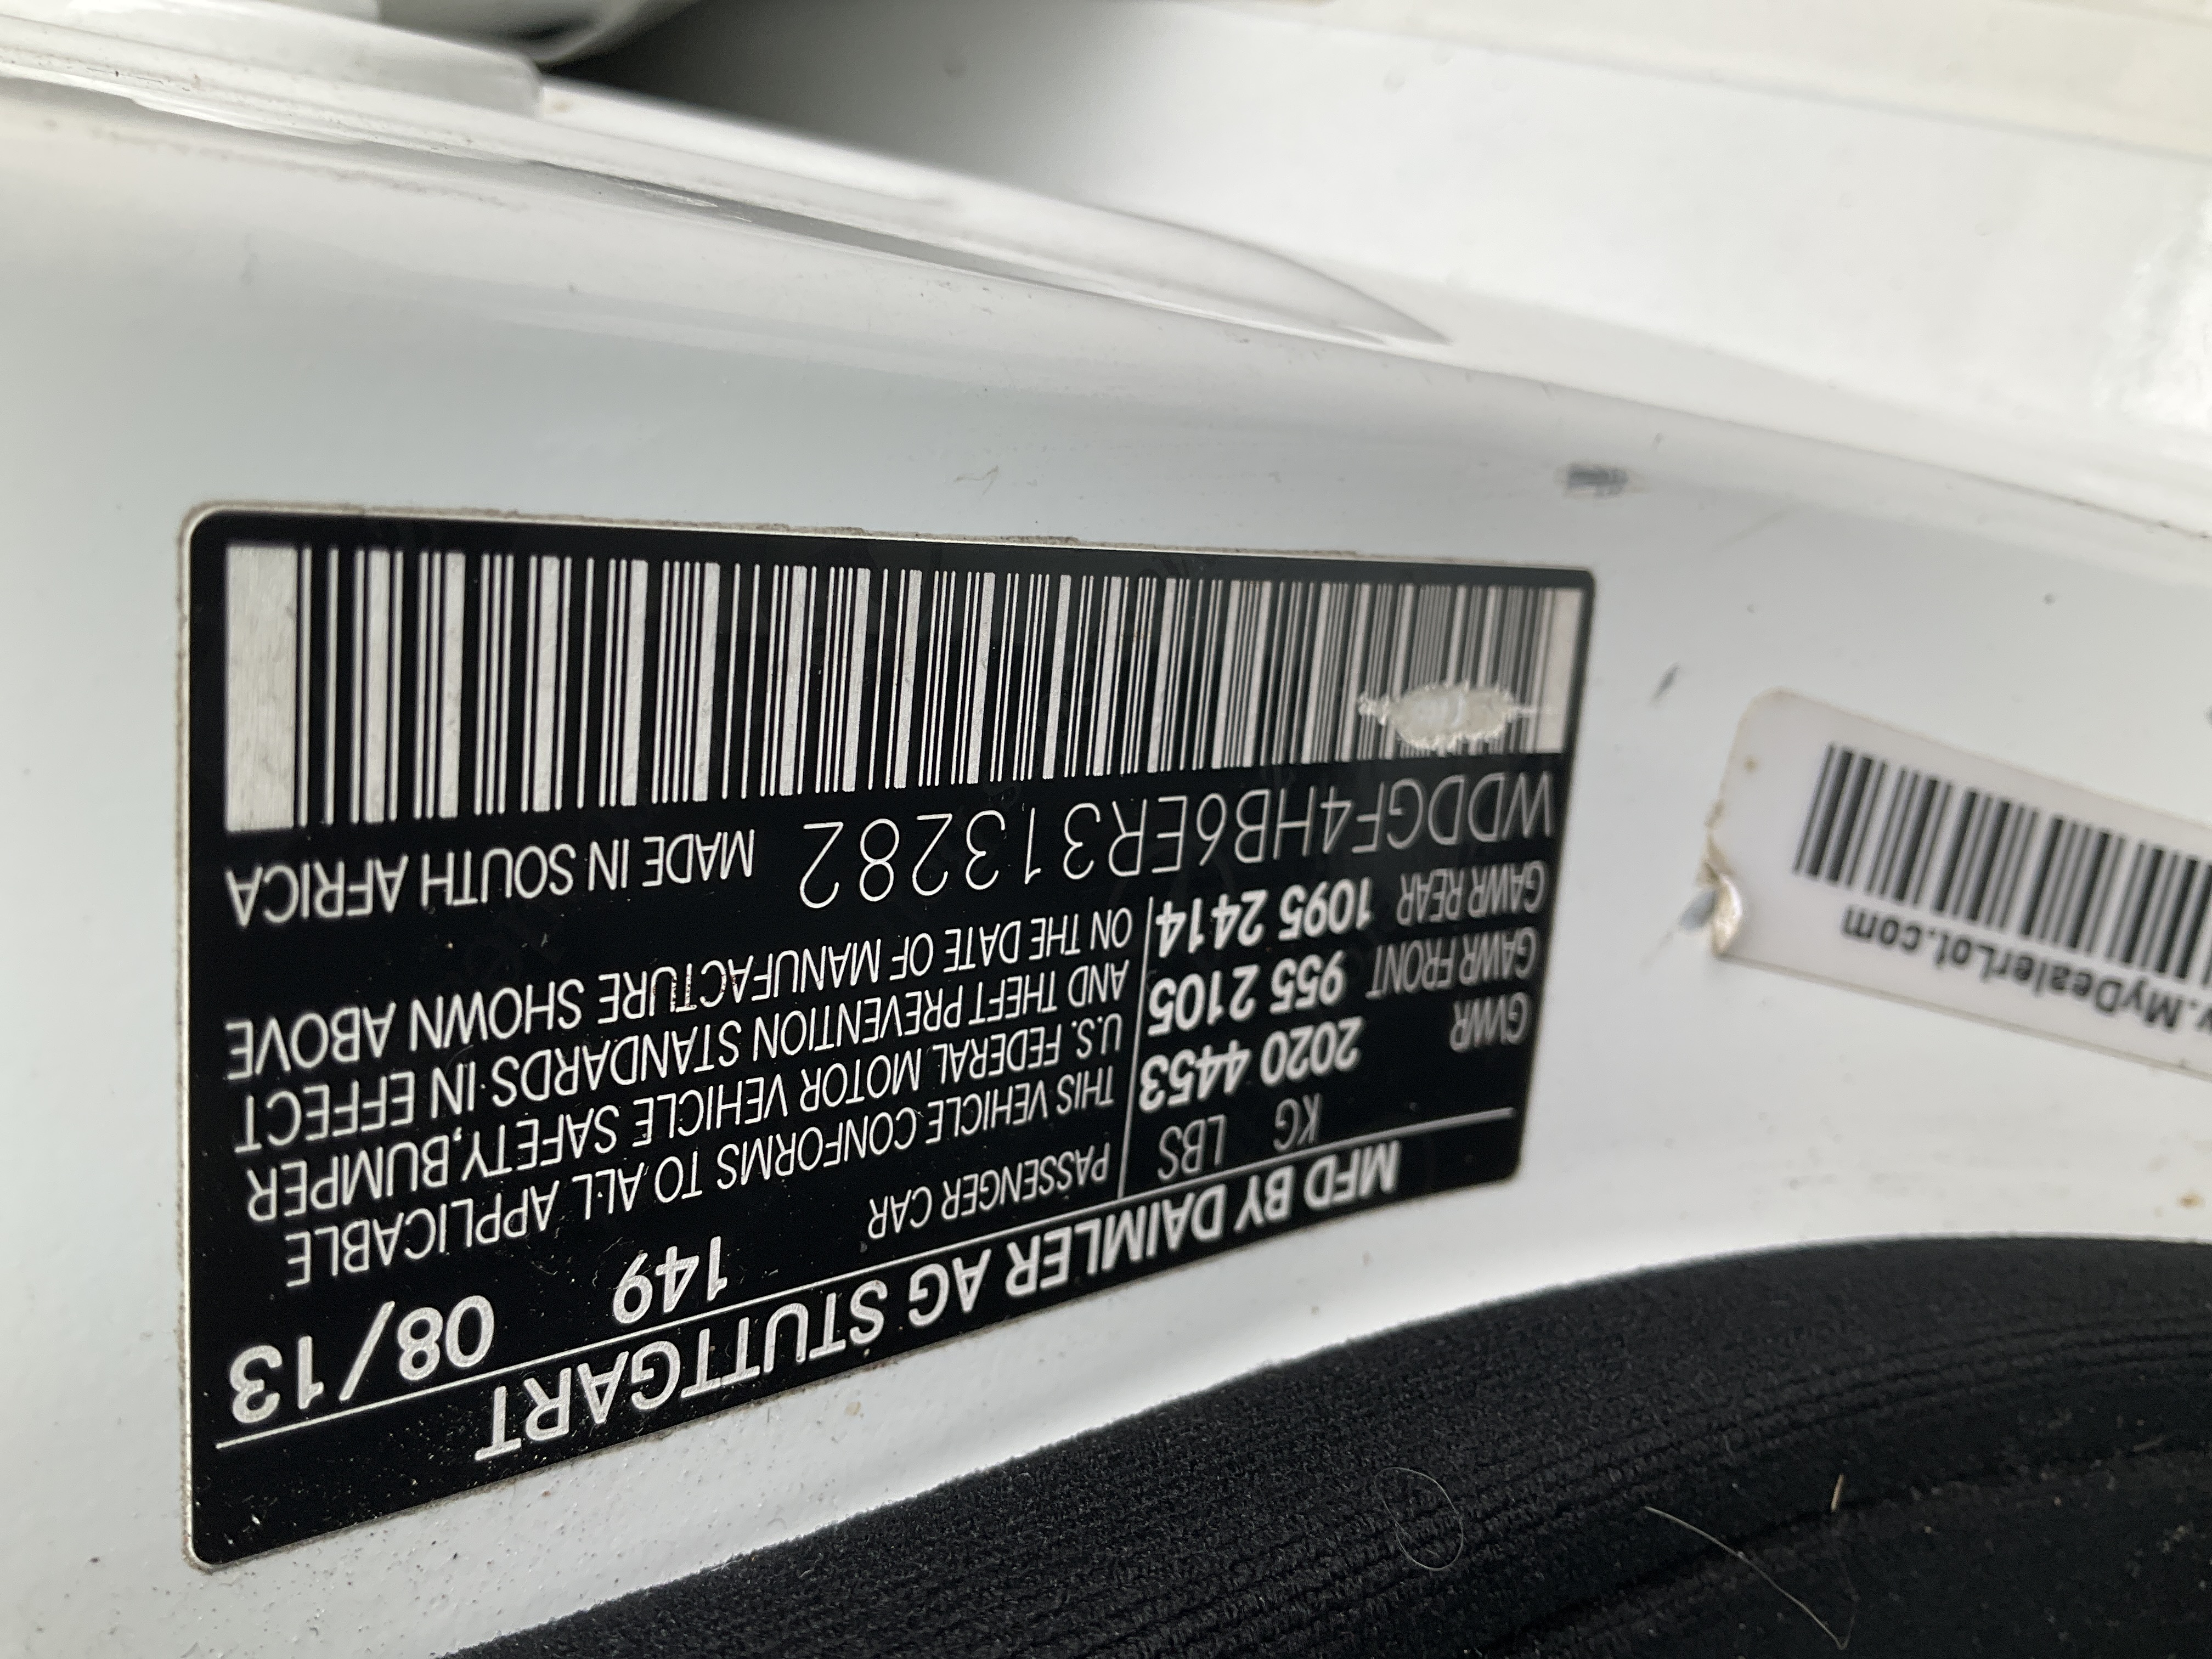 MFD BY DAIMLER AG STUTTGART
KG LBS
GVWR 2020 4453
GAWR FRONT 955 2105
GAWR REAR 1095 2414
PASSENGER CAR 149 08/13
THIS VEHICLE CONFORMS TO ALL APPLICABLE
U.S. FEDERAL MOTOR VEHICLE SAFETY,BUMPER
AND THEFT PREVENTION STANDARDS IN EFFECT
ON THE DATE OF MANUFACTURE SHOWN ABOVE
WDDGF4HB6ER313282 MADE IN SOUTH AFRICA
.MyDealerLot.com